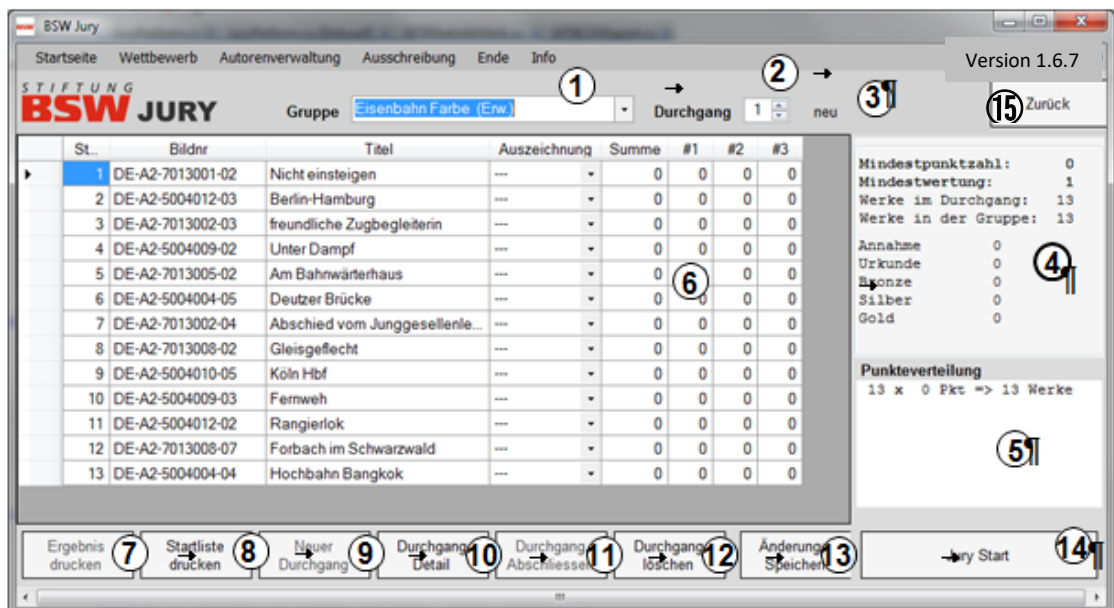 BSW Jury
Startseite Wettbewerb Autorenverwaltung Ausschreibung Ende Info
Version 1.6.7
STIFTUNG
BSW JURY
Gruppe Eisenbahn Farbe (Erw.) 1 → Durchgang 1 2 → neu 3¶
15 Zurück
St.. Bildnr Titel Auszeichnung Summe #1 #2 #3
1 DE-A2-7013001-02 Nicht einsteigen --- 0 0 0 0
2 DE-A2-5004012-03 Berlin-Hamburg --- 0 0 0 0
3 DE-A2-7013002-03 freundliche Zugbegleiterin --- 0 0 0 0
4 DE-A2-5004009-02 Unter Dampf --- 0 0 0 0
5 DE-A2-7013005-02 Am Bahnwärterhaus --- 0 0 0 0
6 DE-A2-5004004-05 Deutzer Brücke --- 0 0 0 0
7 DE-A2-7013002-04 Abschied vom Junggesellenle... --- 0 0 0 0
8 DE-A2-7013008-02 Gleisgeflecht --- 0 0 0 0
9 DE-A2-5004010-05 Köln Hbf --- 0 0 0 0
10 DE-A2-5004009-03 Fernweh --- 0 0 0 0
11 DE-A2-5004012-02 Rangierlok --- 0 0 0 0
12 DE-A2-7013008-07 Forbach im Schwarzwald --- 0 0 0 0
13 DE-A2-5004004-04 Hochbahn Bangkok --- 0 0 0 0
6
Mindestpunktzahl: 0
Mindestwertung: 1
Werke im Durchgang: 13
Werke in der Gruppe: 13
Annahme 0
Urkunde 0
Bronze 0
Silber 0
Gold 0
4¶
Punkteverteilung
13 x 0 Pkt => 13 Werke
5¶
Ergebnis
drucken
7
Startliste
drucken
8
Neuer
Durchgang
9
Durchgang
Detail
10
Durchgang
Abschliessen
11
Durchgang
löschen
12
Änderung
Speichern
13
Jury Start
14¶